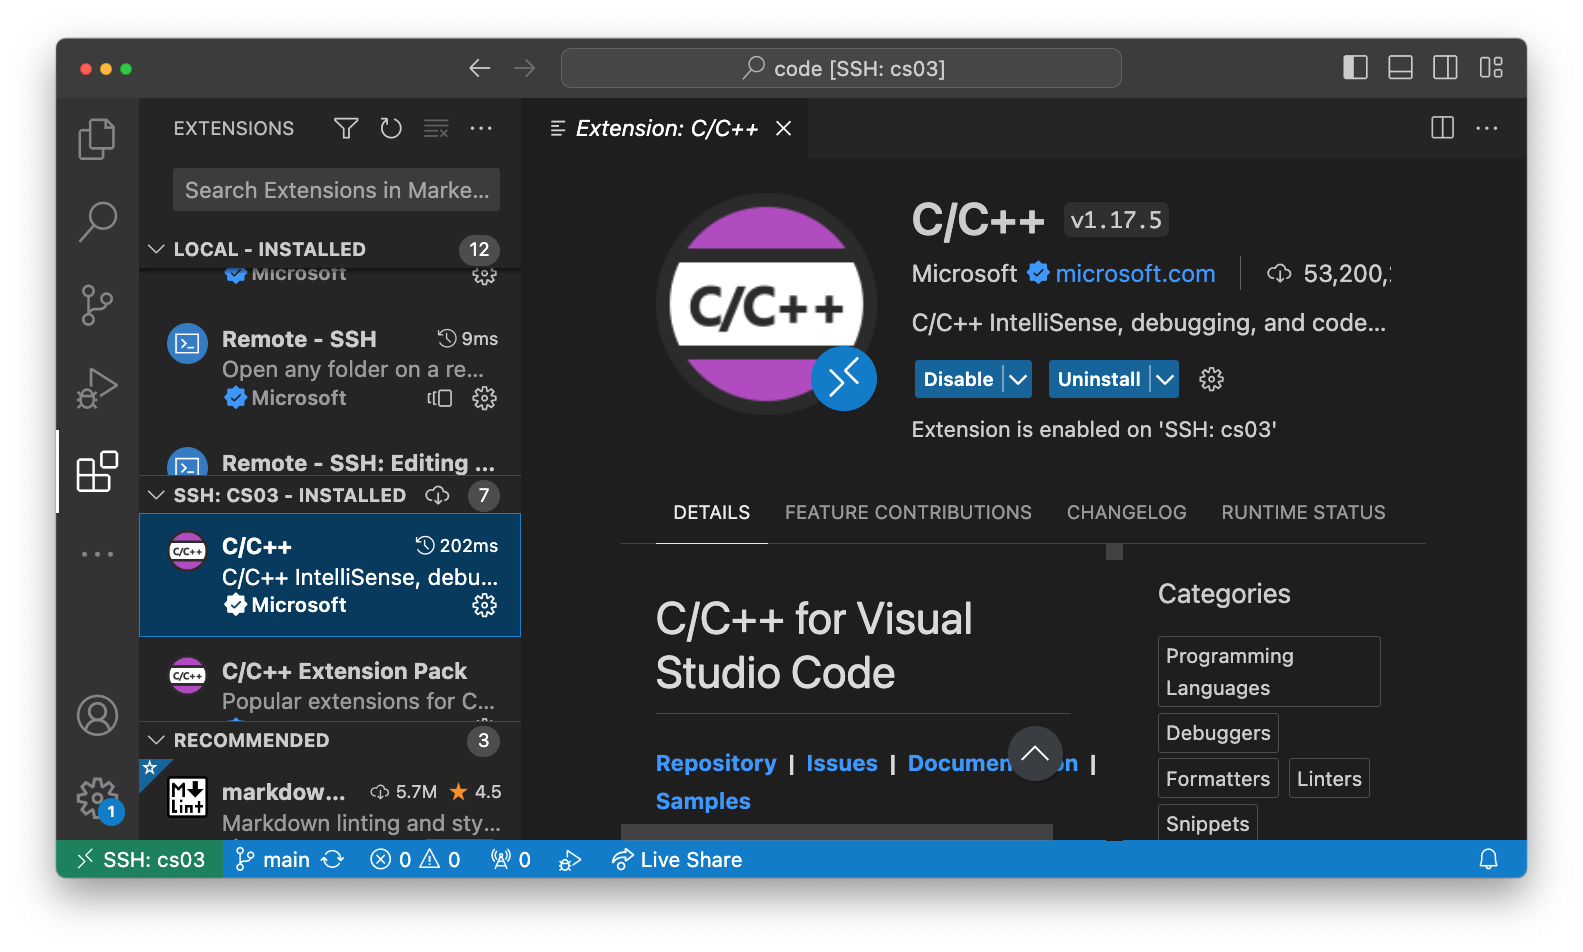 code [SSH: cs03]
EXTENSIONS
Search Extensions in Marke...
LOCAL - INSTALLED 12
Microsoft
Remote - SSH 9ms
Open any folder on a re...
Microsoft
Remote - SSH: Editing ...
SSH: CS03 - INSTALLED 7
C/C++ 202ms
C/C++ IntelliSense, debu...
Microsoft
C/C++ Extension Pack
Popular extensions for C...
RECOMMENDED 3
markdow... 5.7M ★ 4.5
Markdown linting and sty...
Extension: C/C++
C/C++
C/C++ v1.17.5
Microsoft microsoft.com 53,200,
C/C++ IntelliSense, debugging, and code...
Disable Uninstall
Extension is enabled on 'SSH: cs03'
DETAILS FEATURE CONTRIBUTIONS CHANGELOG RUNTIME STATUS
C/C++ for Visual
Studio Code
Repository | Issues | Documen on |
Samples
Categories
Programming
Languages
Debuggers
Formatters Linters
Snippets
C/C++
C/C++
M
Lint
1
SSH: cs03 main 0 0 0 Live Share